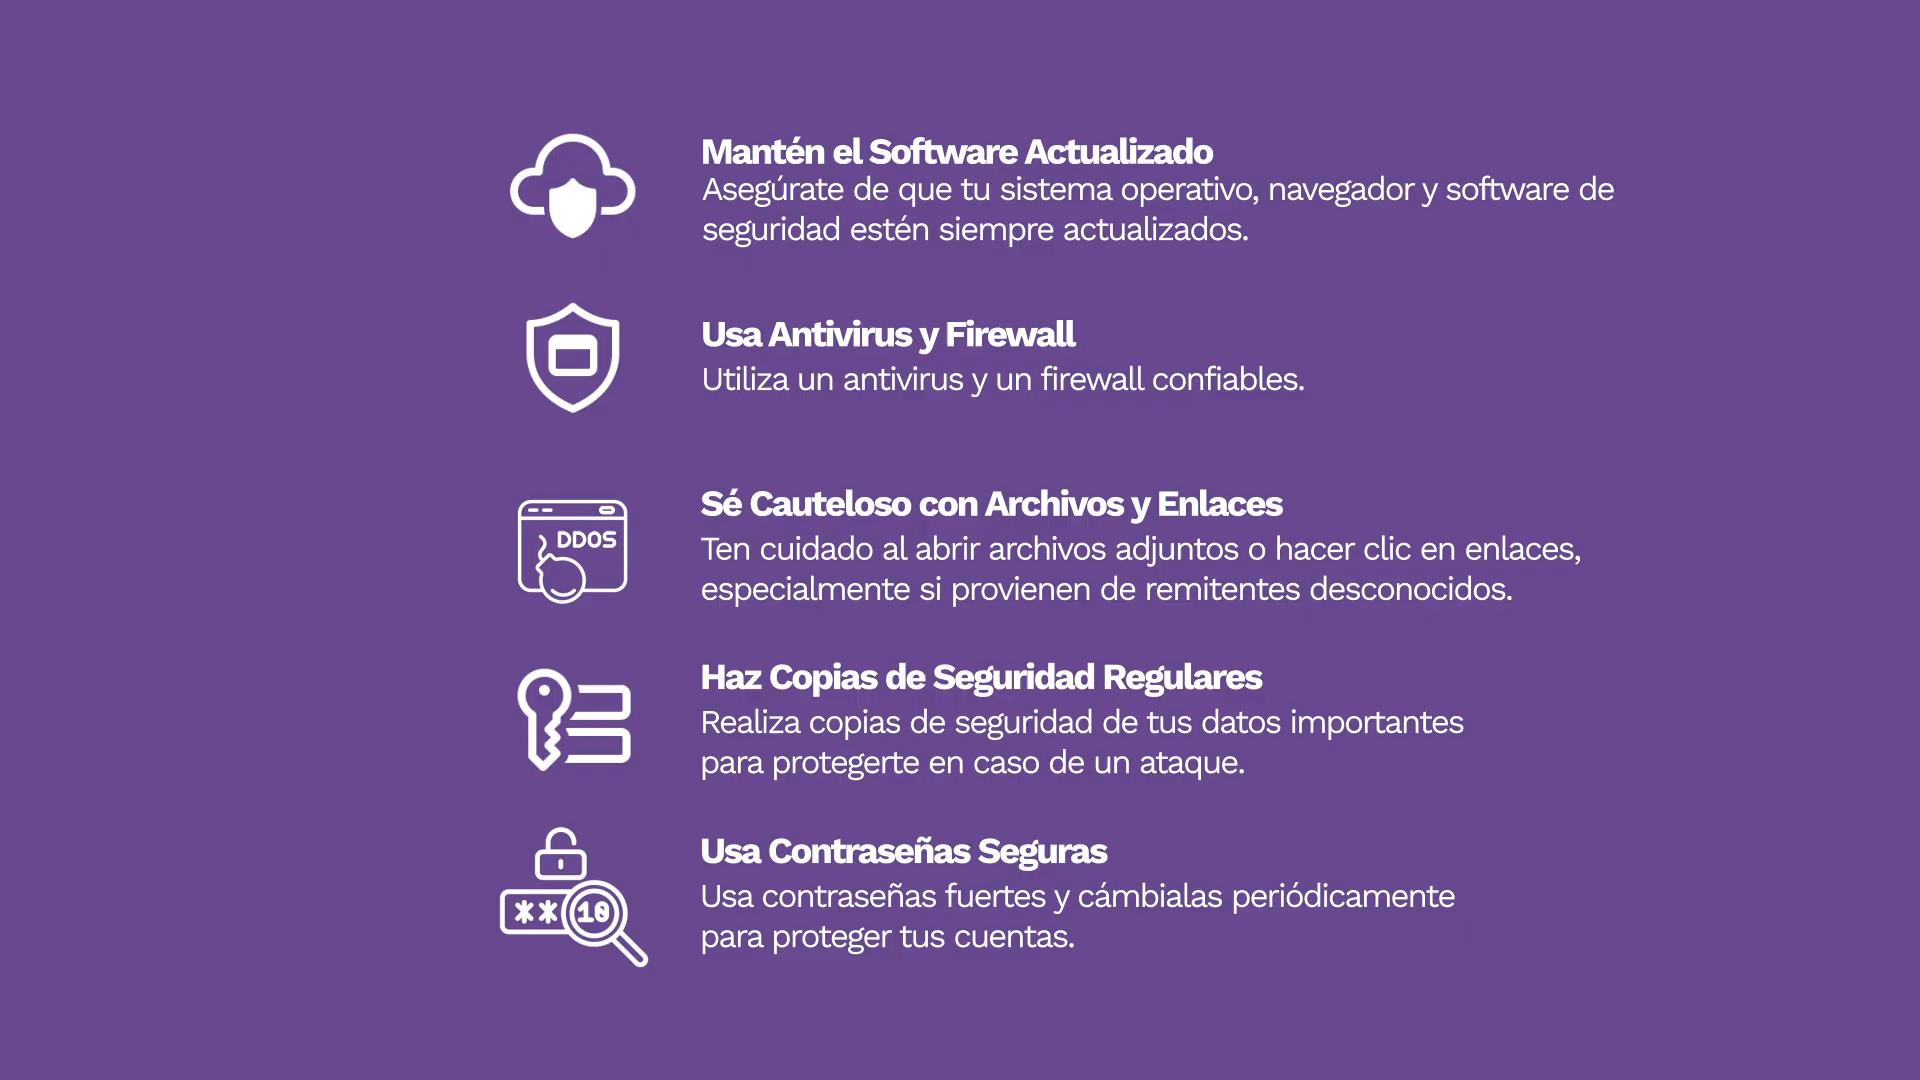 Mantén el Software Actualizado
Asegúrate de que tu sistema operativo, navegador y software de
seguridad estén siempre actualizados.
Usa Antivirus y Firewall
Utiliza un antivirus y un firewall confiables.
Sé Cauteloso con Archivos y Enlaces
DDOS
Ten cuidado al abrir archivos adjuntos o hacer clic en enlaces,
especialmente si provienen de remitentes desconocidos.
Haz Copias de Seguridad Regulares
Realiza copias de seguridad de tus datos importantes
para protegerte en caso de un ataque.
Usa Contraseñas Seguras
Usa contraseñas fuertes y cámbialas periódicamente
**10
para proteger tus cuentas.